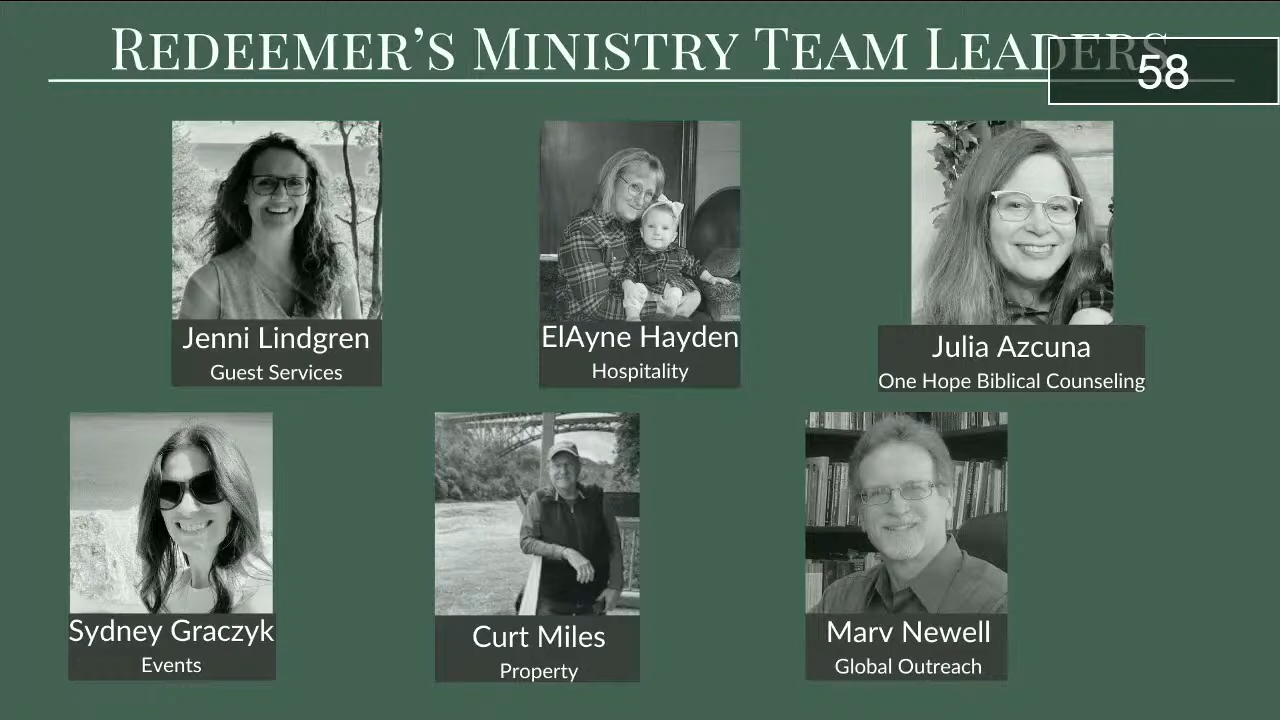 REDEEMER'S MINISTRY TEAM LEADERS
58
Jenni Lindgren
Guest Services
ElAyne Hayden
Hospitality
Julia Azcuna
One Hope Biblical Counseling
Sydney Graczyk
Events
Curt Miles
Property
Marv Newell
Global Outreach